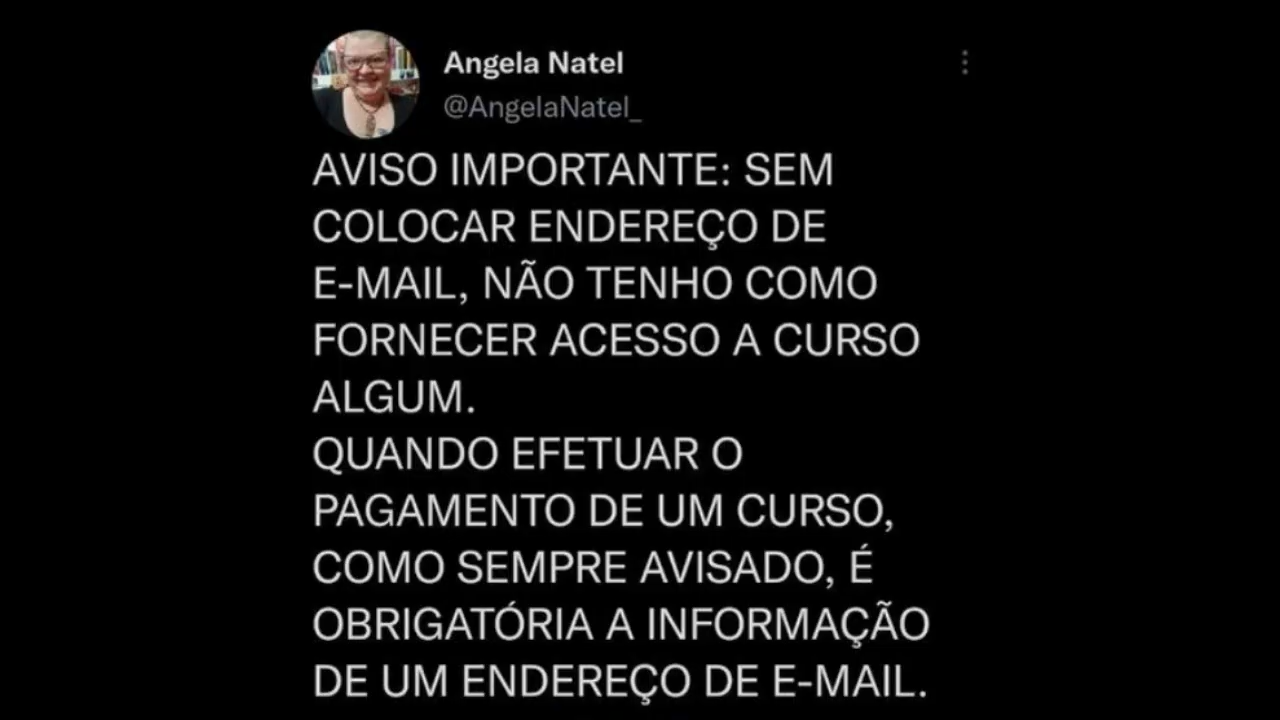 Angela Natel
@AngelaNatel_
AVISO IMPORTANTE: SEM
COLOCAR ENDEREÇO DE
E-MAIL, NÃO TENHO COMO
FORNECER ACESSO A CURSO
ALGUM.
QUANDO EFETUAR O
PAGAMENTO DE UM CURSO,
COMO SEMPRE AVISADO, É
OBRIGATÓRIA A INFORMAÇÃO
DE UM ENDEREÇO DE E-MAIL.